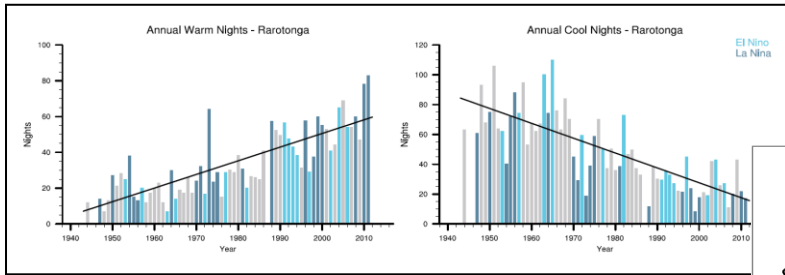 Annual Warm Nights - Rarotonga
100
80
60
40
20
0
Nights
1940 1950 1960 1970 1980 1990 2000 2010
Year
Annual Cool Nights - Rarotonga
120
100
80
60
40
20
0
Nights
1940 1950 1960 1970 1980 1990 2000 2010
Year
El Nino
La Nina